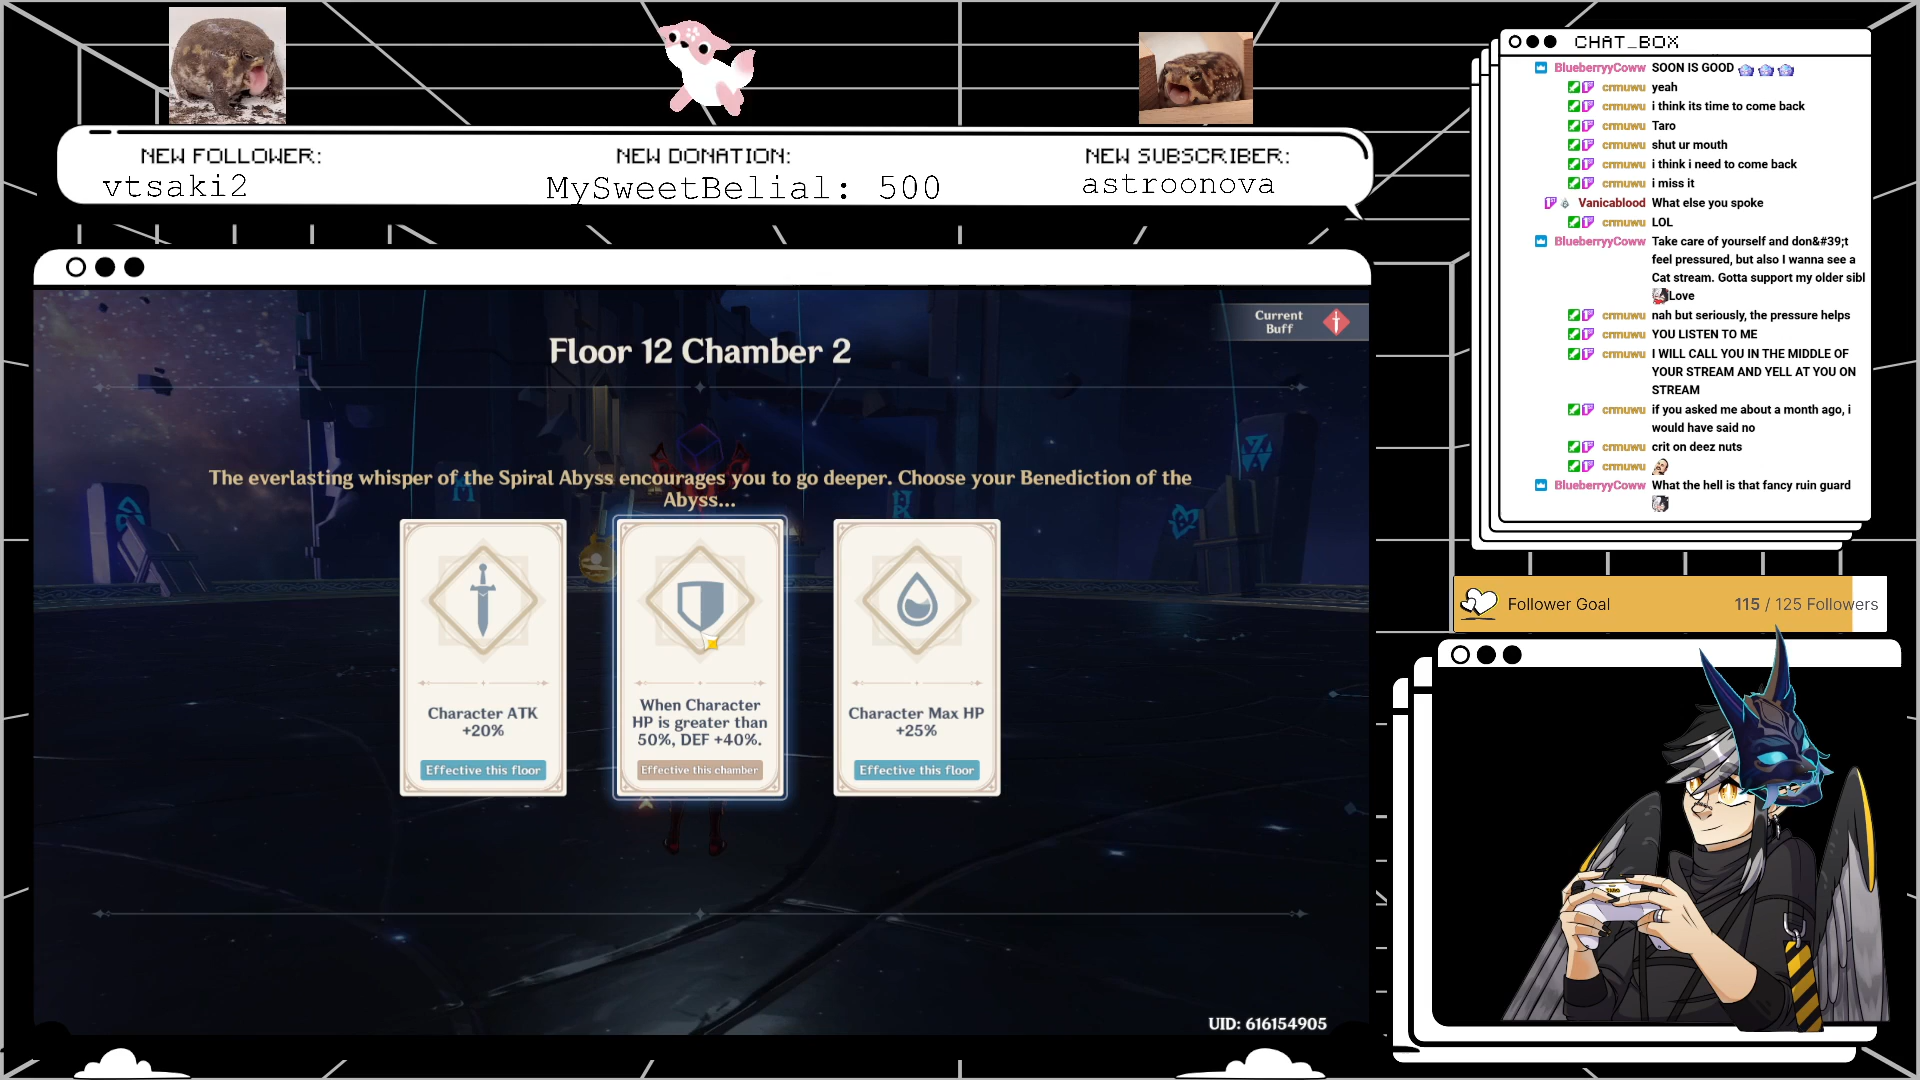 NEW FOLLOWER:
vtsaki2
NEW DONATION:
MySweetBelial: 500
NEW SUBSCRIBER:
astroonova
CHAT_BOX
BlueberryyCoww SOON IS GOOD
crmuwu yeah
crmuwu i think its time to come back
crmuwu Taro
crmuwu shut ur mouth
crmuwu i think i need to come back
crmuwu i miss it
Vanicablood What else you spoke
crmuwu LOL
BlueberryyCoww Take care of yourself and don&#39;t
feel pressured, but also I wanna see a
Cat stream. Gotta support my older sibl
Love
crmuwu nah but seriously, the pressure helps
crmuwu YOU LISTEN TO ME
crmuwu I WILL CALL YOU IN THE MIDDLE OF
YOUR STREAM AND YELL AT YOU ON
STREAM
crmuwu if you asked me about a month ago, i
would have said no
crmuwu crit on deez nuts
crmuwu
BlueberryyCoww What the hell is that fancy ruin guard
Current
Buff
Floor 12 Chamber 2
The everlasting whisper of the Spiral Abyss encourages you to go deeper. Choose your Benediction of the
Abyss...
Character ATK
+20%
Effective this floor
When Character
HP is greater than
50%, DEF +40%.
Effective this chamber
Character Max HP
+25%
Effective this floor
UID: 616154905
Follower Goal
115 / 125 Followers